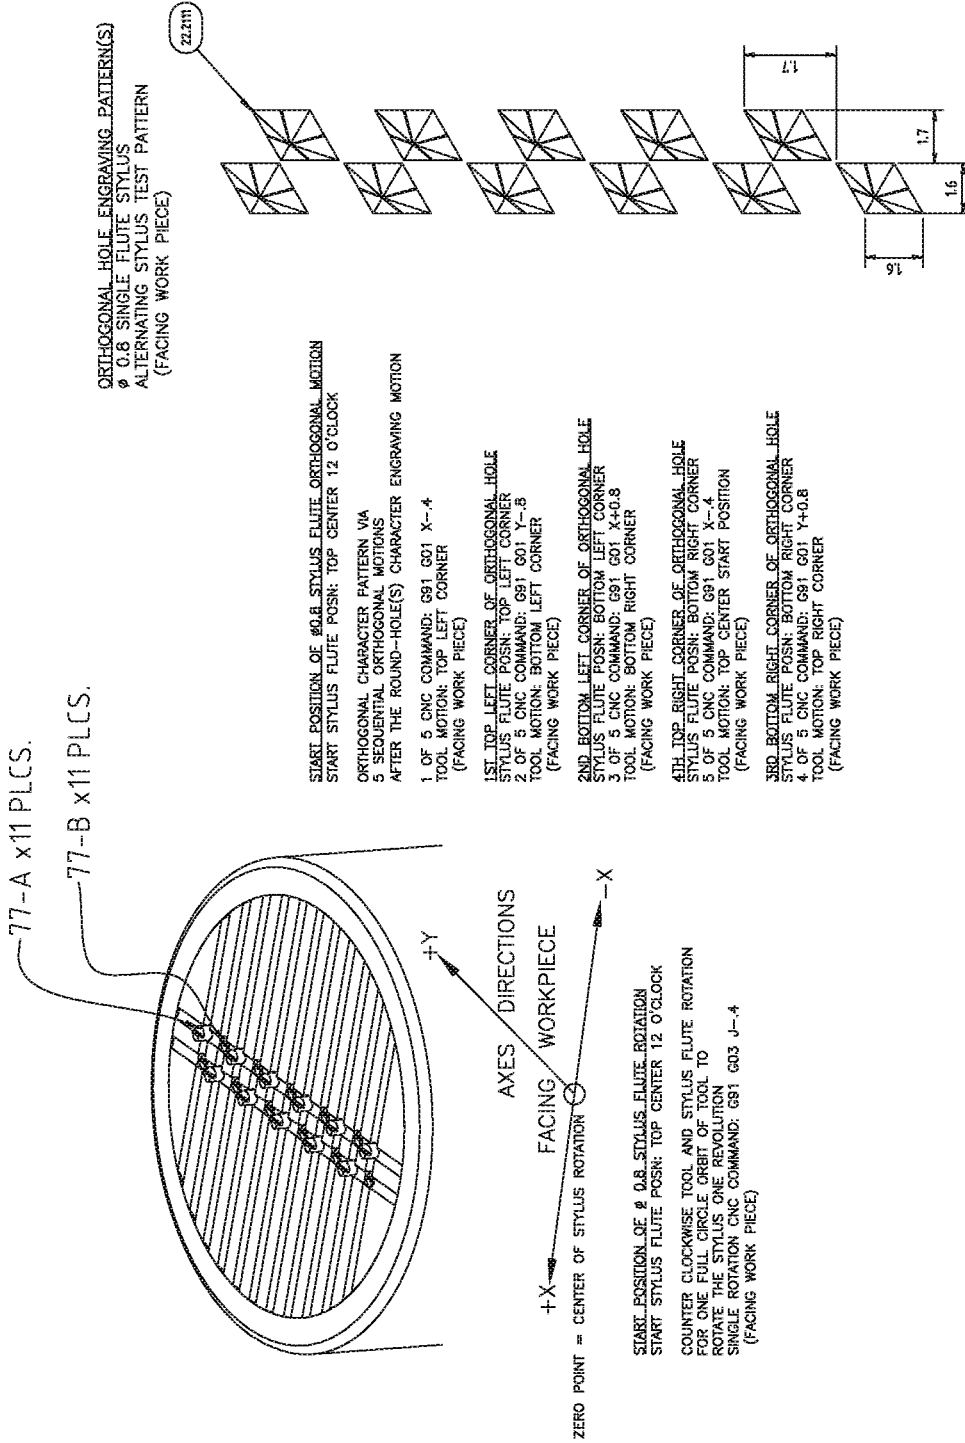 77-A x11 PLCS.
77-B x11 PLCS.
+Y
AXES DIRECTIONS
-X
+X
FACING WORKPIECE
ZERO POINT = CENTER OF STYLUS ROTATION
START POSITION OF ø 0.8 STYLUS FLUTE ROTATION
START STYLUS FLUTE POSN: TOP CENTER 12 O'CLOCK
COUNTER CLOCKWISE TOOL AND STYLUS FLUTE ROTATION
FOR ONE FULL CIRCLE ORBIT OF TOOL TO
ROTATE THE STYLUS ONE REVOLUTION
SINGLE ROTATION CNC COMMAND: G91 G03 J-.4
(FACING WORK PIECE)
START POSITION OF ø0.8 STYLUS FLUTE ORTHOGONAL MOTION
START STYLUS FLUTE POSN: TOP CENTER 12 O'CLOCK
ORTHOGONAL CHARACTER PATTERN VIA
5 SEQUENTIAL ORTHOGONAL MOTIONS
AFTER THE ROUND-HOLE(S) CHARACTER ENGRAVING MOTION
1 OF 5 CNC COMMAND: G91 G01 X-.4
TOOL MOTION: TOP LEFT CORNER
(FACING WORK PIECE)
1ST TOP LEFT CORNER OF ORTHOGONAL HOLE
STYLUS FLUTE POSN: TOP LEFT CORNER
2 OF 5 CNC COMMAND: G91 G01 Y-.8
TOOL MOTION: BOTTOM LEFT CORNER
(FACING WORK PIECE)
2ND BOTTOM LEFT CORNER OF ORTHOGONAL HOLE
STYLUS FLUTE POSN: BOTTOM LEFT CORNER
3 OF 5 CNC COMMAND: G91 G01 X+0.8
TOOL MOTION: BOTTOM RIGHT CORNER
(FACING WORK PIECE)
4TH TOP RIGHT CORNER OF ORTHOGONAL HOLE
STYLUS FLUTE POSN: BOTTOM RIGHT CORNER
5 OF 5 CNC COMMAND: G91 G01 X-.4
TOOL MOTION: TOP CENTER START POSITION
(FACING WORK PIECE)
3RD BOTTOM RIGHT CORNER OF ORTHOGONAL HOLE
STYLUS FLUTE POSN: BOTTOM RIGHT CORNER
4 OF 5 CNC COMMAND: G91 G01 Y+0.8
TOOL MOTION: TOP RIGHT CORNER
(FACING WORK PIECE)
ORTHOGONAL HOLE ENGRAVING PATTERN(S)
ø 0.8 SINGLE FLUTE STYLUS
ALTERNATING STYLUS TEST PATTERN
(FACING WORK PIECE)
22.2111
1.7
1.7
1.6
1.6